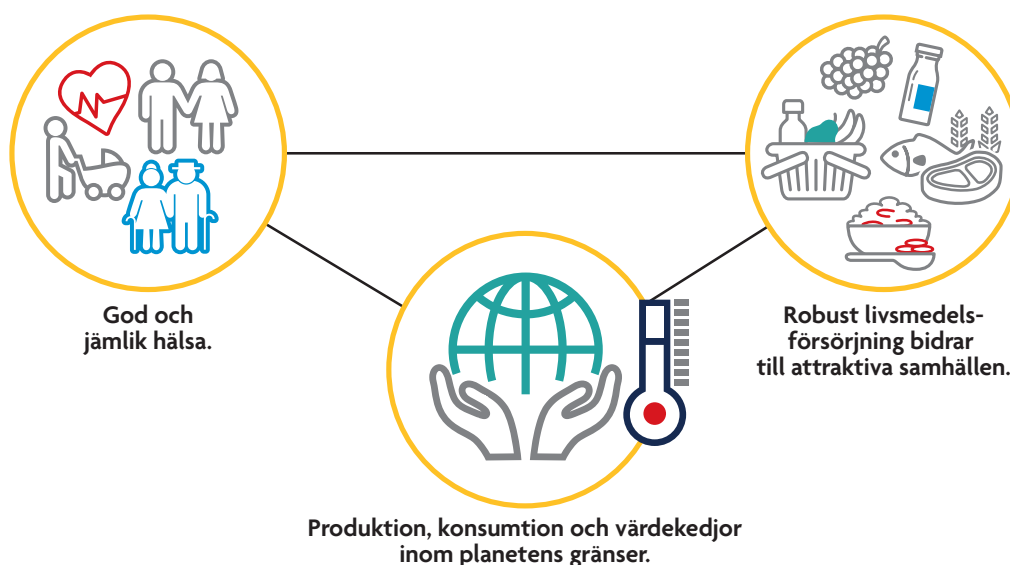 God och
jämlik hälsa.
Robust livsmedels-
försörjning bidrar
till attraktiva samhällen.
Produktion, konsumtion och värdekedjor
inom planetens gränser.